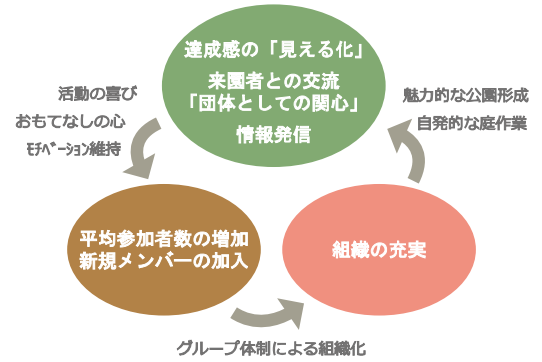 達成感の「見える化」
来園者との交流
「団体としての関心」
情報発信
活動の喜び
おもてなしの心
ﾓﾁﾍﾞｰｼｮﾝ維持
魅力的な公園形成
自発的な庭作業
平均参加者数の増加
新規メンバーの加入
組織の充実
グループ体制による組織化